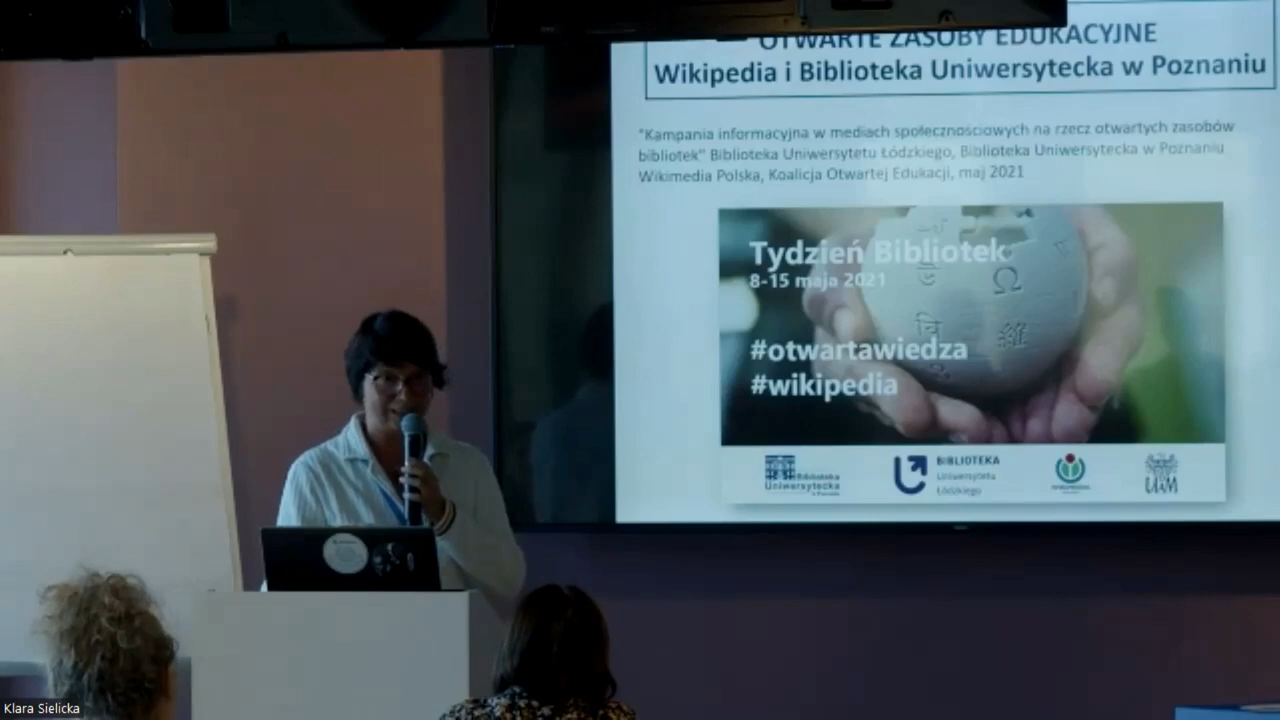 OTWARTE ZASOBY EDUKACYJNE
Wikipedia i Biblioteka Uniwersytecka w Poznaniu
"Kampania informacyjna w mediach społecznościowych na rzecz otwartych zasobów
bibliotek" Biblioteka Uniwersytetu Łódzkiego, Biblioteka Uniwersytecka w Poznaniu
Wikimedia Polska, Koalicja Otwartej Edukacji, maj 2021
Tydzień Bibliotek
8-15 maja 2021
Ω
#otwartawiedza
#wikipedia
Biblioteka
Uniwersytecka
w Poznaniu
BIBLIOTEKA
Uniwersytetu
Łódzkiego
UAM
Klara Sielicka